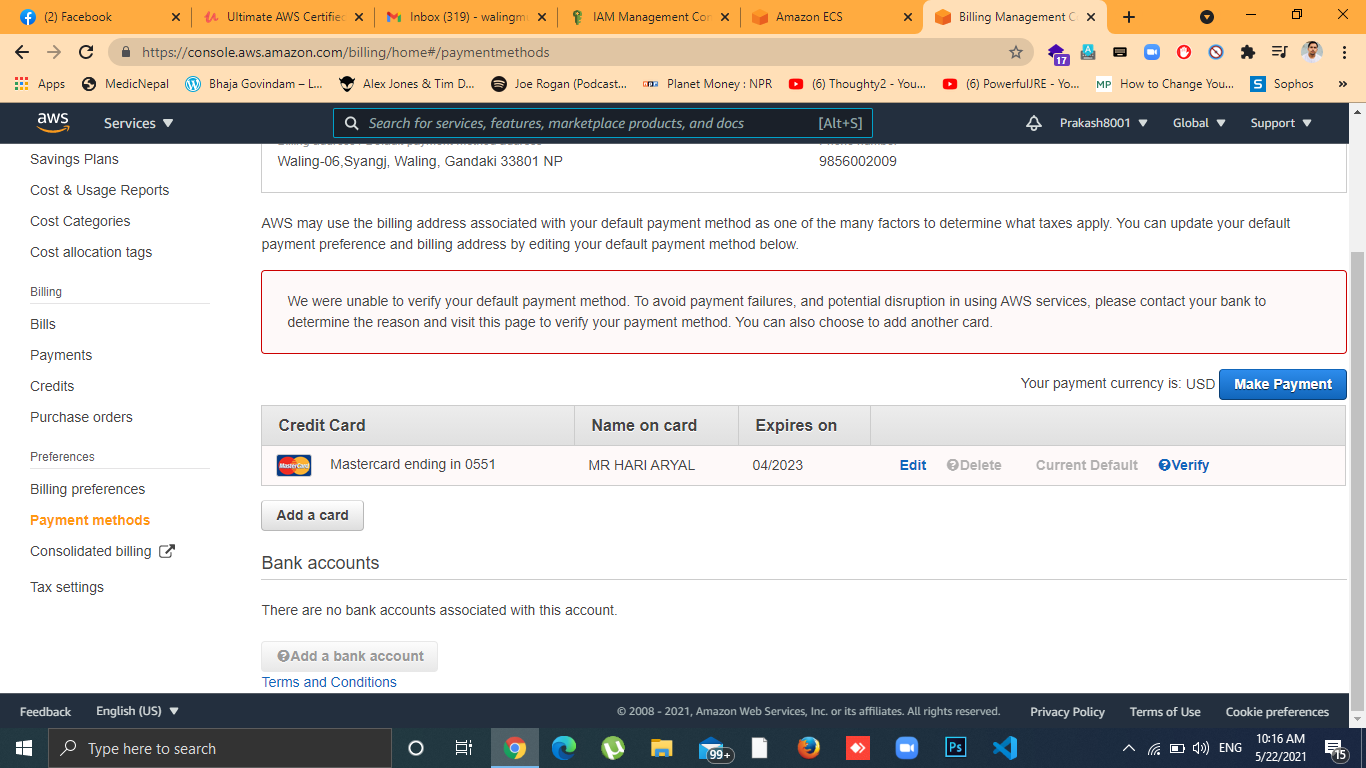 (2) Facebook
Ultimate AWS Certified
Inbox (319) - walingm
IAM Management Con
Amazon ECS
Billing Management C
https://console.aws.amazon.com/billing/home#/paymentmethods
17
Apps
MedicNepal
Bhaja Govindam – L...
Alex Jones & Tim D...
Joe Rogan (Podcast...
Planet Money : NPR
(6) Thoughty2 - You...
(6) PowerfulJRE - Yo...
MP How to Change You...
S Sophos
»
aws
Services
Search for services, features, marketplace products, and docs [Alt+S]
Prakash8001
Global
Support
Savings Plans
Cost & Usage Reports
Cost Categories
Cost allocation tags
Billing
Bills
Payments
Credits
Purchase orders
Preferences
Billing preferences
Payment methods
Consolidated billing
Tax settings
Waling-06,Syangj, Waling, Gandaki 33801 NP
9856002009
AWS may use the billing address associated with your default payment method as one of the many factors to determine what taxes apply. You can update your default
payment preference and billing address by editing your default payment method below.
We were unable to verify your default payment method. To avoid payment failures, and potential disruption in using AWS services, please contact your bank to
determine the reason and visit this page to verify your payment method. You can also choose to add another card.
Your payment currency is: USD Make Payment
Credit Card Name on card Expires on
MasterCard Mastercard ending in 0551 MR HARI ARYAL 04/2023 Edit Delete Current Default Verify
Add a card
Bank accounts
There are no bank accounts associated with this account.
Add a bank account
Terms and Conditions
Feedback English (US) © 2008 - 2021, Amazon Web Services, Inc. or its affiliates. All rights reserved. Privacy Policy Terms of Use Cookie preferences
Type here to search
99+
Ps
ENG
10:16 AM
5/22/2021
15